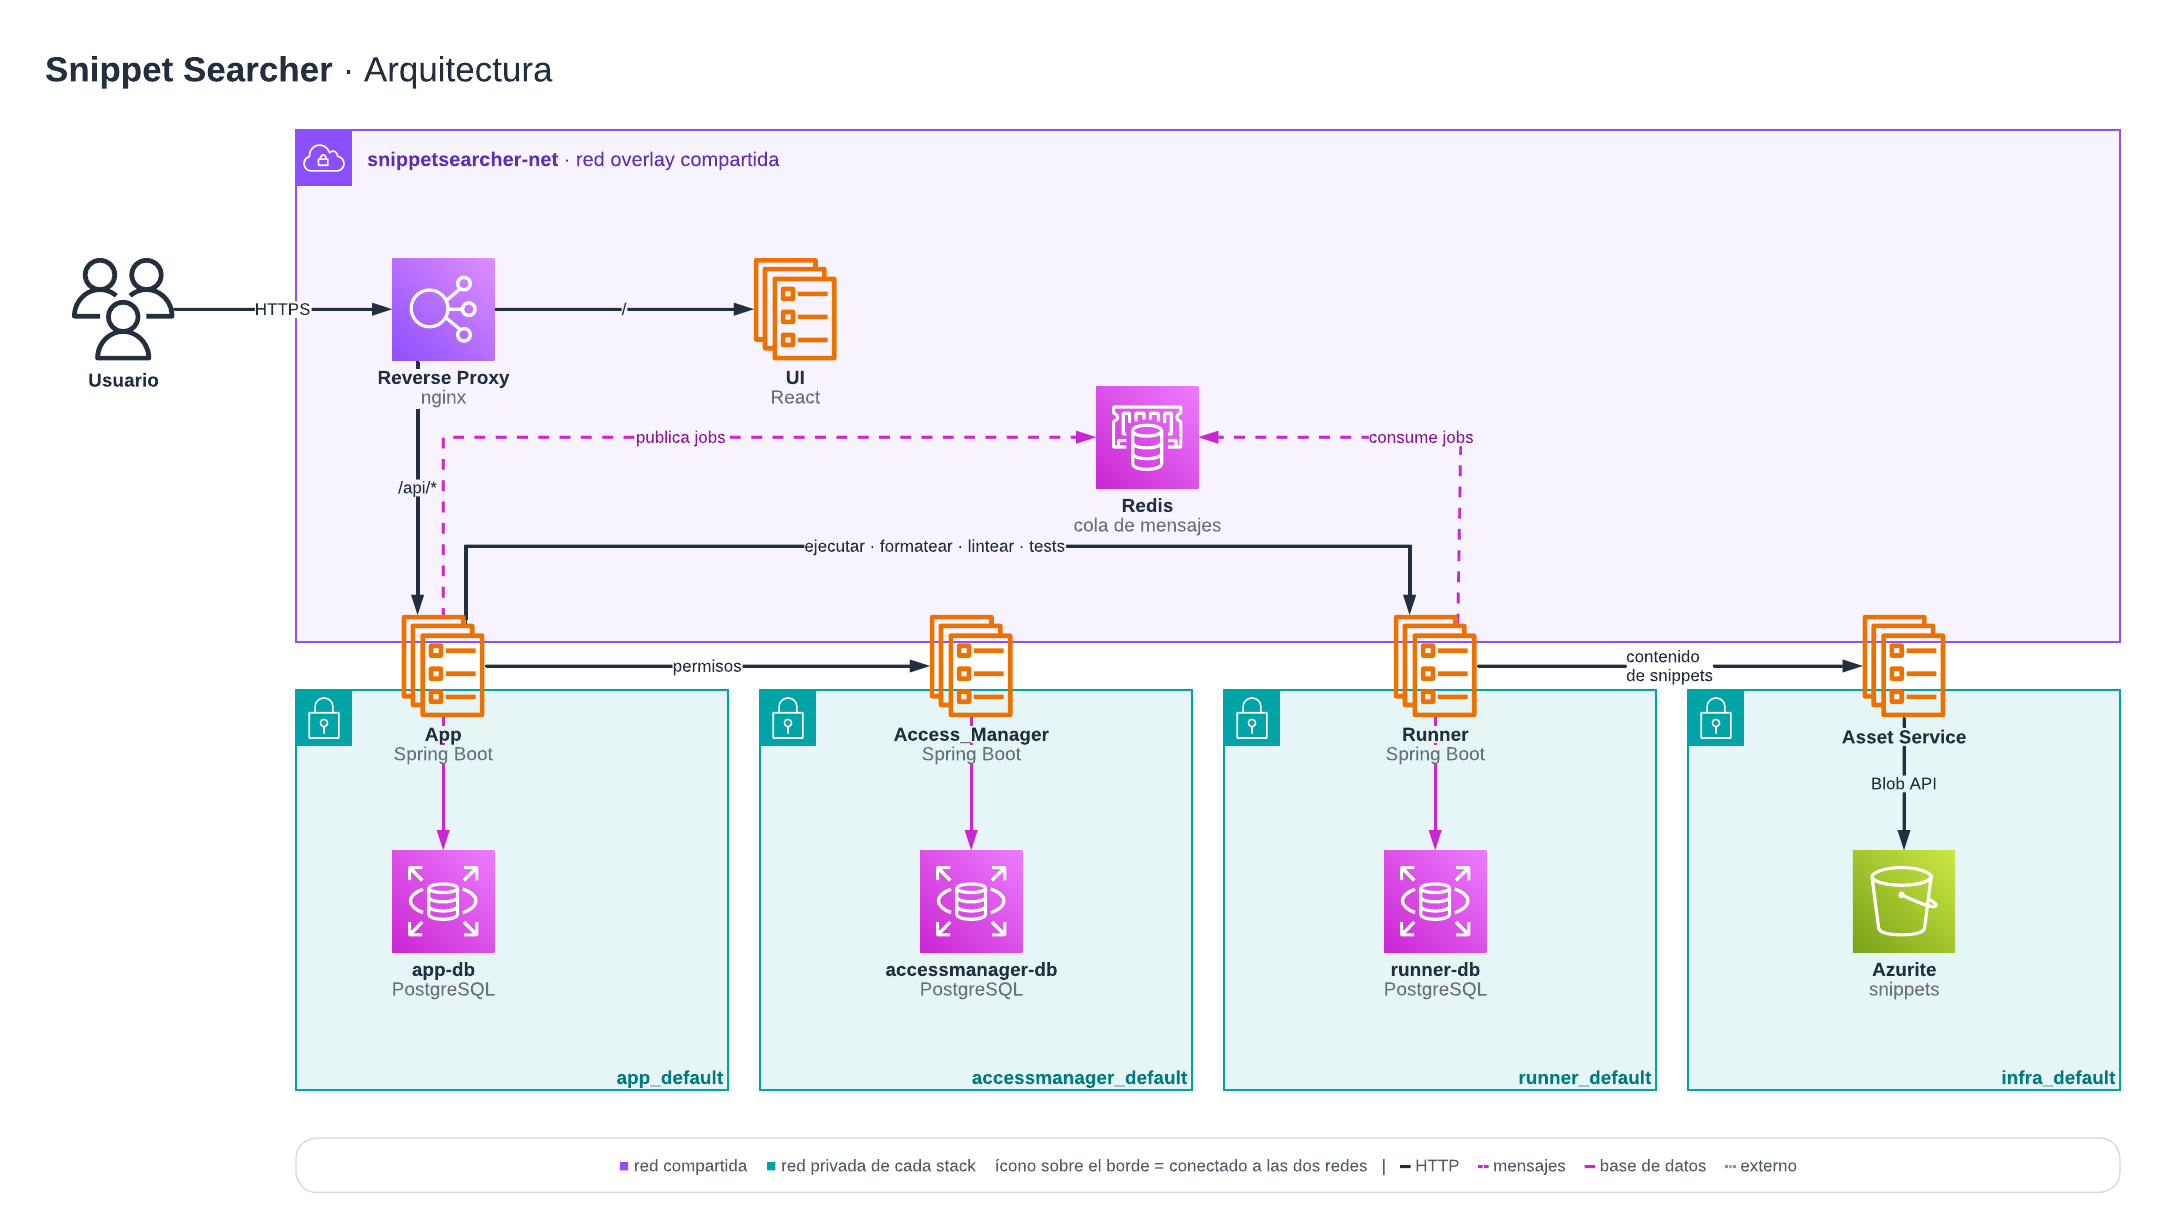 Snippet Searcher · Arquitectura
snippetsearcher-net · red overlay compartida
HTTPS
/
Usuario
Reverse Proxy
nginx
UI
React
publica jobs
consume jobs
/api/*
Redis
cola de mensajes
ejecutar · formatear · lintear · tests
permisos
contenido
de snippets
App
Spring Boot
Access_Manager
Spring Boot
Runner
Spring Boot
Asset Service
Blob API
app-db
PostgreSQL
accessmanager-db
PostgreSQL
runner-db
PostgreSQL
Azurite
snippets
app_default
accessmanager_default
runner_default
infra_default
red compartida red privada de cada stack ícono sobre el borde = conectado a las dos redes | HTTP mensajes base de datos externo